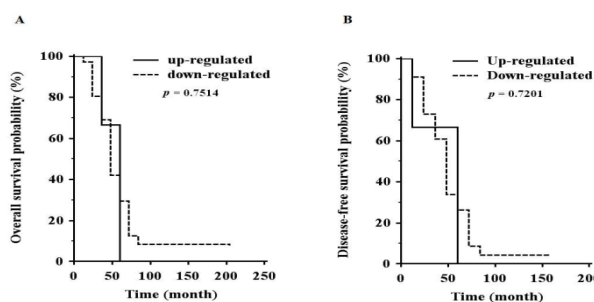 A
up-regulated
down-regulated
p = 0.7514
Overall survival probability (%)
100
80
60
40
20
0
0 50 100 150 200 250
Time (month)
B
Up-regulated
Down-regulated
p = 0.7201
Disease-free survival probability (%)
100
80
60
40
20
0
0 50 100 150 200
Time (month)